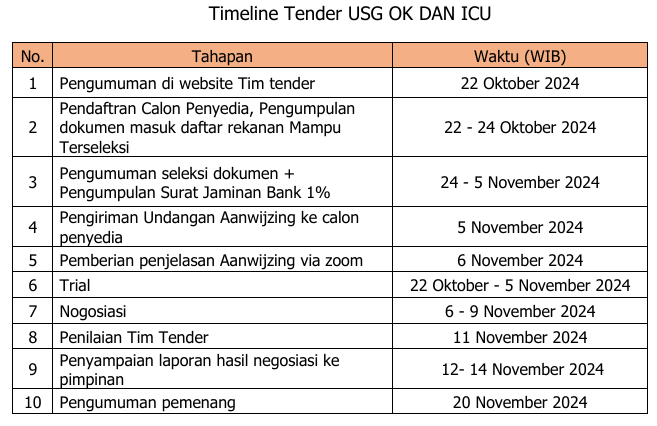 Timeline Tender USG OK DAN ICU
No. Tahapan Waktu (WIB)
1 Pengumuman di website Tim tender 22 Oktober 2024
2 Pendaftran Calon Penyedia, Pengumpulan
dokumen masuk daftar rekanan Mampu
Terseleksi 22 - 24 Oktober 2024
3 Pengumuman seleksi dokumen +
Pengumpulan Surat Jaminan Bank 1% 24 - 5 November 2024
4 Pengiriman Undangan Aanwijzing ke calon
penyedia 5 November 2024
5 Pemberian penjelasan Aanwijzing via zoom 6 November 2024
6 Trial 22 Oktober - 5 November 2024
7 Nogosiasi 6 - 9 November 2024
8 Penilaian Tim Tender 11 November 2024
9 Penyampaian laporan hasil negosiasi ke
pimpinan 12- 14 November 2024
10 Pengumuman pemenang 20 November 2024